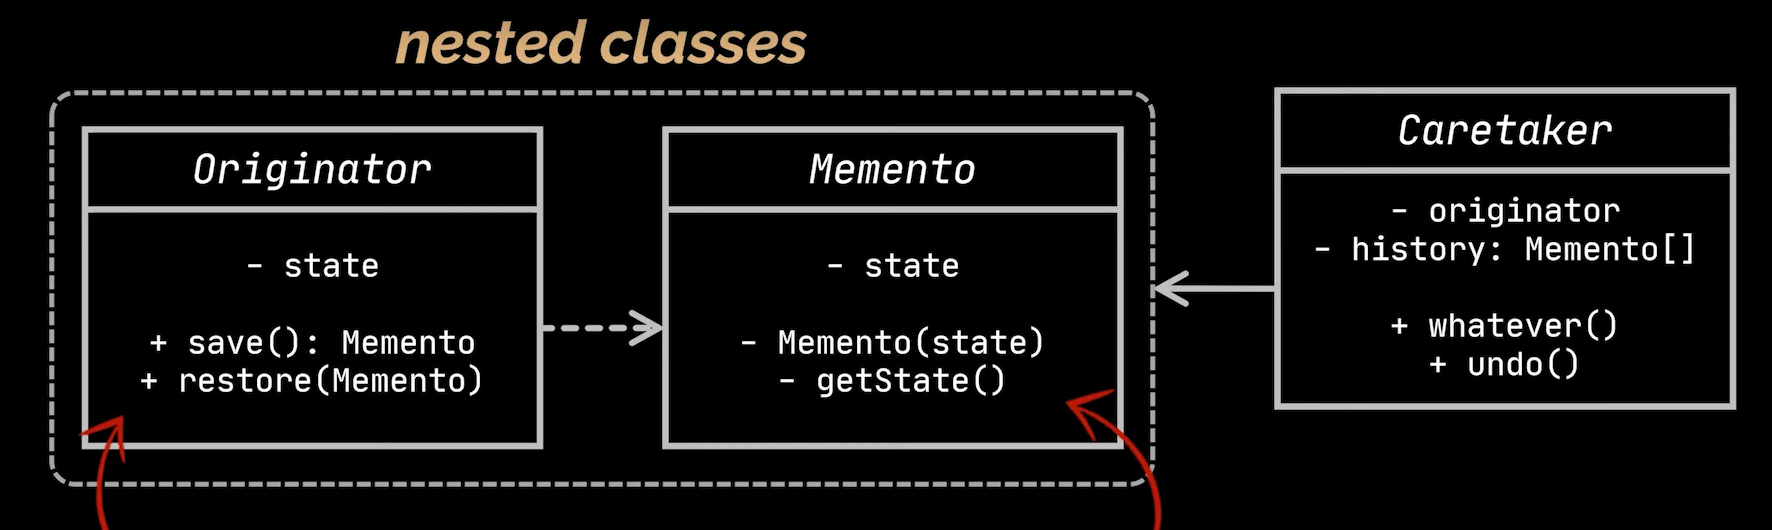 nested classes
Originator
- state
+ save(): Memento
+ restore(Memento)
Memento
- state
- Memento(state)
- getState()
Caretaker
- originator
- history: Memento[]
+ whatever()
+ undo()